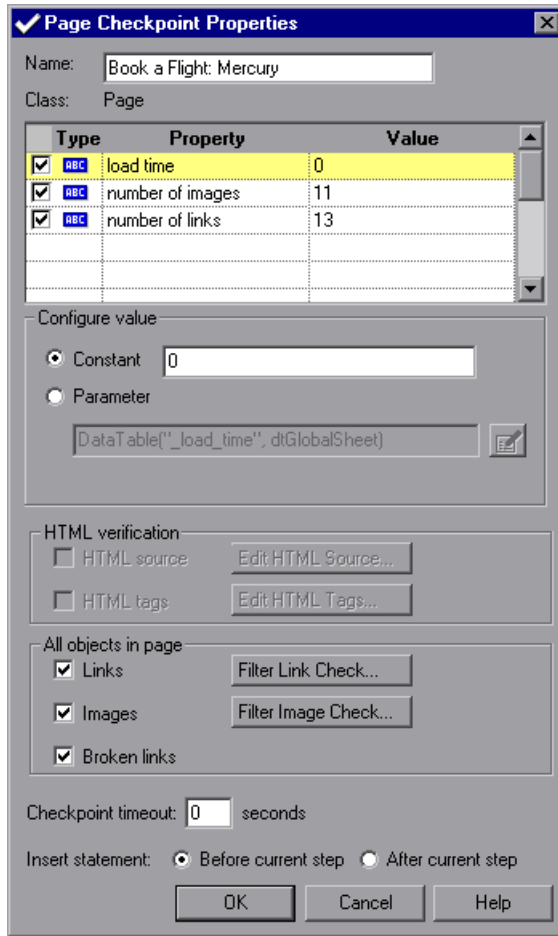 Page Checkpoint Properties
Name: Book a Flight: Mercury
Class: Page
Type Property Value
ABC load time 0
ABC number of images 11
ABC number of links 13
Configure value
Constant 0
Parameter
DataTable("_load_time", dtGlobalSheet)
HTML verification
HTML source Edit HTML Source...
HTML tags Edit HTML Tags...
All objects in page
Links Filter Link Check...
Images Filter Image Check...
Broken links
Checkpoint timeout: 0 seconds
Insert statement: Before current step After current step
OK Cancel Help